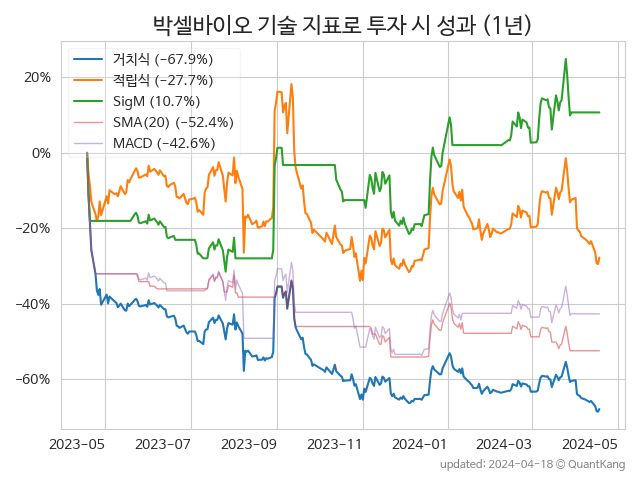 박셀바이오 기술 지표로 투자 시 성과 (1년)
거치식 (−67.9%)
적립식 (−27.7%)
SigM (10.7%)
SMA(20) (−52.4%)
MACD (−42.6%)
20%
0%
−20%
−40%
−60%
2023-05 2023-07 2023-09 2023-11 2024-01 2024-03 2024-05
updated: 2024-04-18 © QuantKang